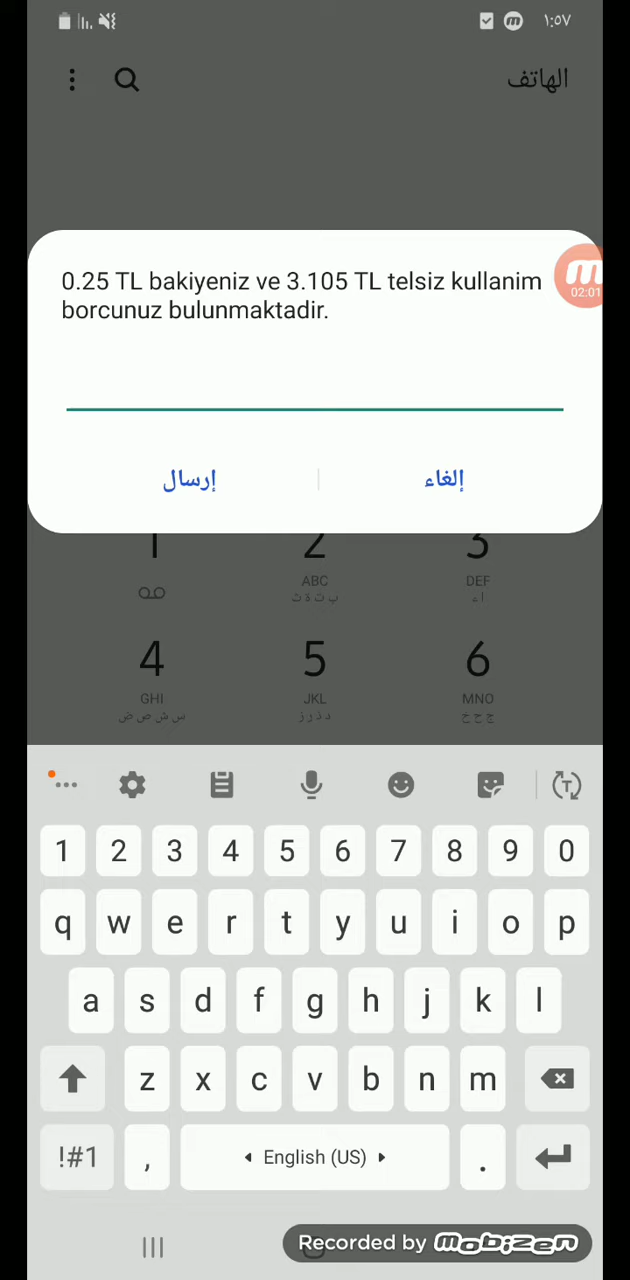 ١:٥٧
الهاتف
0.25 TL bakiyeniz ve 3.105 TL telsiz kullanim
borcunuz bulunmaktadir.
02:01
إرسال
إلغاء
1 2 3
ABC DEF
ب ت ة ث ا ء
4 5 6
GHI JKL MNO
س ش ص ض د ذ ر ز ج ح خ
1 2 3 4 5 6 7 8 9 0
q w e r t y u i o p
a s d f g h j k l
z x c v b n m
!#1 , English (US) .
Recorded by mobizen